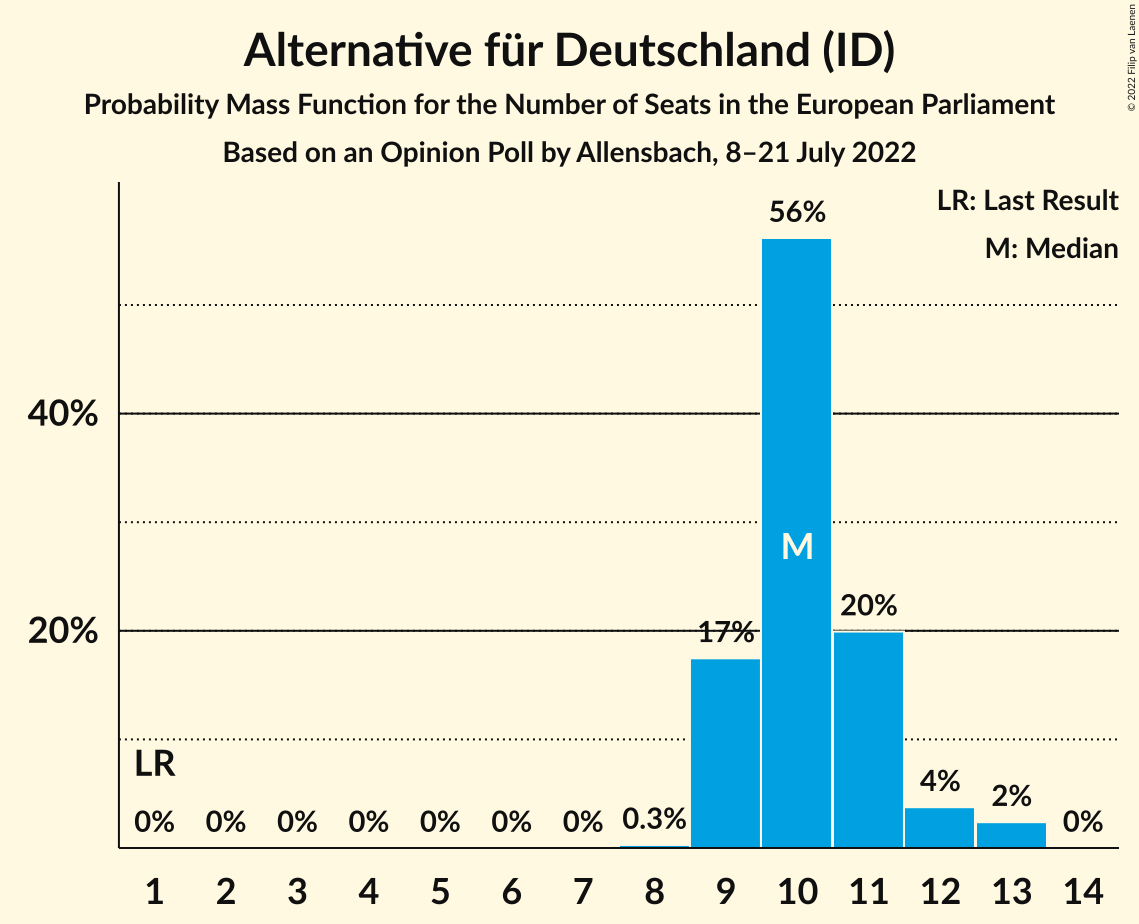 Alternative für Deutschland (ID)
Probability Mass Function for the Number of Seats in the European Parliament
Based on an Opinion Poll by Allensbach, 8–21 July 2022
© 2022 Filip van Laenen
LR: Last Result
M: Median
56%
40%
M
20%
17%
20%
LR
0% 0% 0% 0% 0% 0% 0% 0.3% 4% 2% 0%
1 2 3 4 5 6 7 8 9 10 11 12 13 14